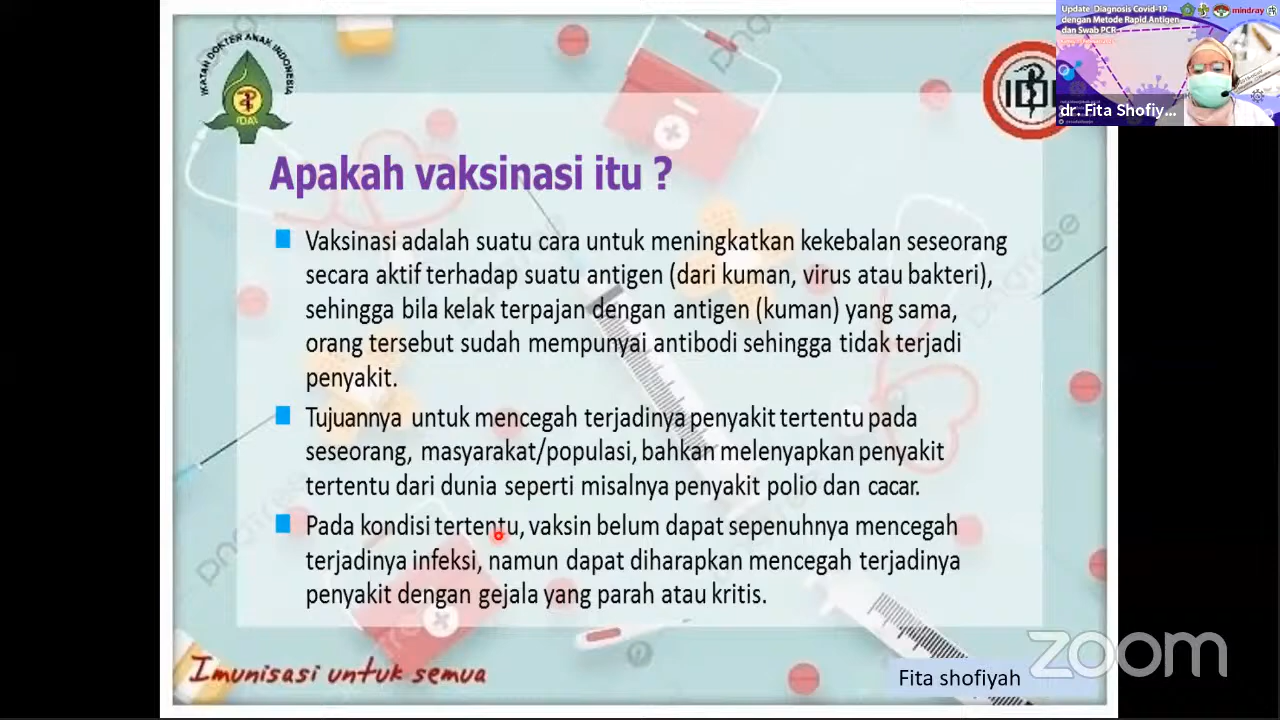 IKATAN DOKTER ANAK INDONESIA
IDAI
IDI
Update Diagnosis Covid-19
dengan Metode Rapid Antigen
dan Swab PCR
mindray
dr. Fita Shofiy...
Apakah vaksinasi itu ?
Vaksinasi adalah suatu cara untuk meningkatkan kekebalan seseorang
secara aktif terhadap suatu antigen (dari kuman, virus atau bakteri),
sehingga bila kelak terpajan dengan antigen (kuman) yang sama,
orang tersebut sudah mempunyai antibodi sehingga tidak terjadi
penyakit.
Tujuannya untuk mencegah terjadinya penyakit tertentu pada
seseorang, masyarakat/populasi, bahkan melenyapkan penyakit
tertentu dari dunia seperti misalnya penyakit polio dan cacar.
Pada kondisi tertentu, vaksin belum dapat sepenuhnya mencegah
terjadinya infeksi, namun dapat diharapkan mencegah terjadinya
penyakit dengan gejala yang parah atau kritis.
pngtree
pngtree
Imunisasi untuk semua
Fita shofiyah
zoom